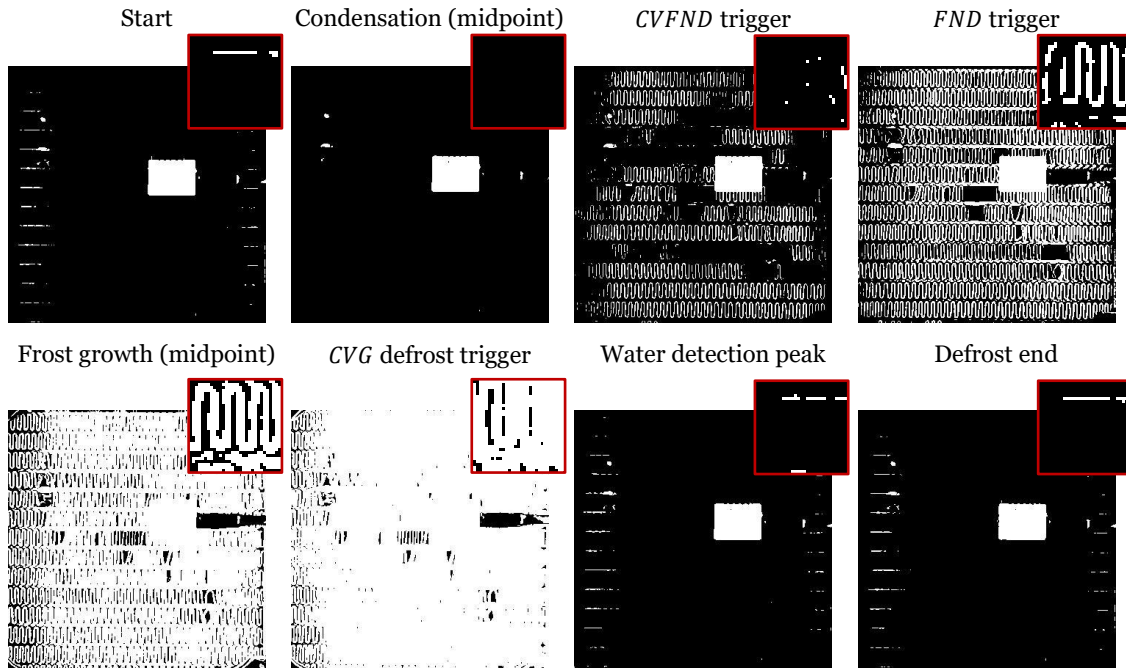 Start
Condensation (midpoint)
CVFND trigger
FND trigger
Frost growth (midpoint)
CVG defrost trigger
Water detection peak
Defrost end